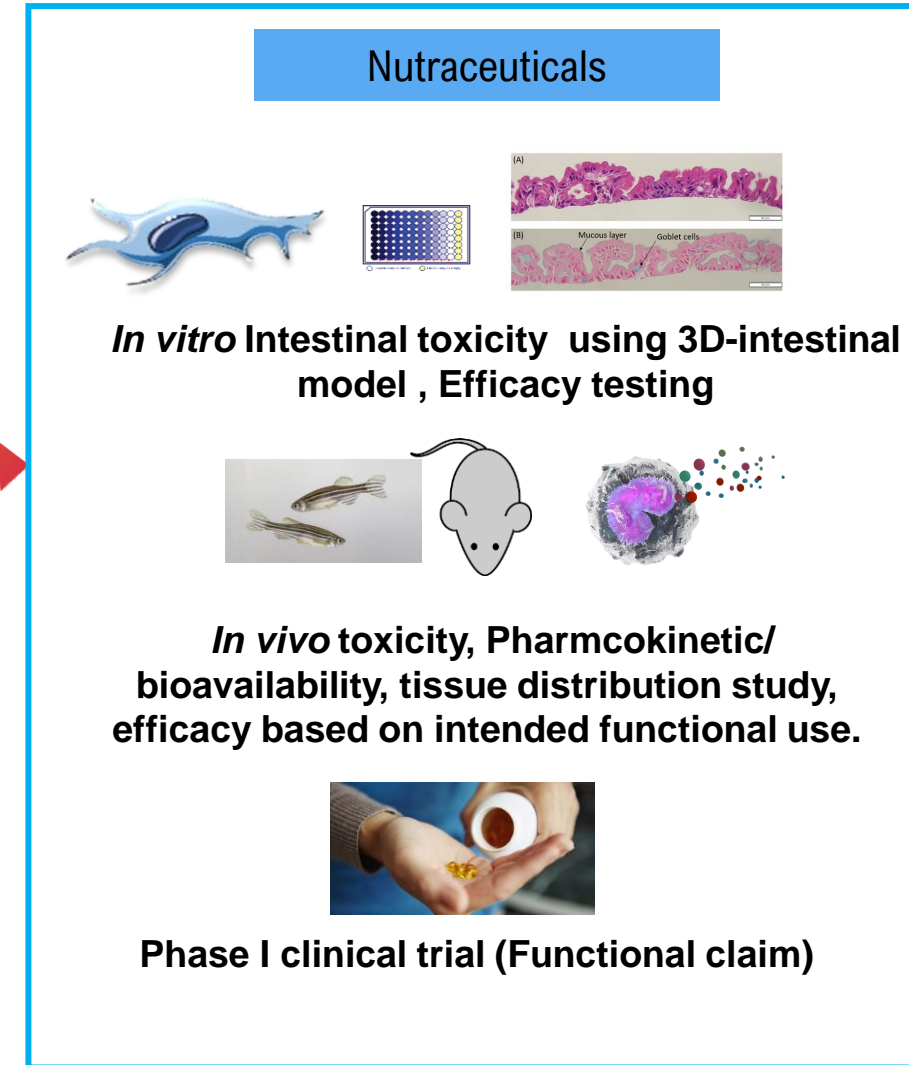 Nutraceuticals
(A)
(B)
Mucous layer
Goblet cells
In vitro Intestinal toxicity using 3D-intestinal
model , Efficacy testing
In vivo toxicity, Pharmcokinetic/
bioavailability, tissue distribution study,
efficacy based on intended functional use.
Phase I clinical trial (Functional claim)